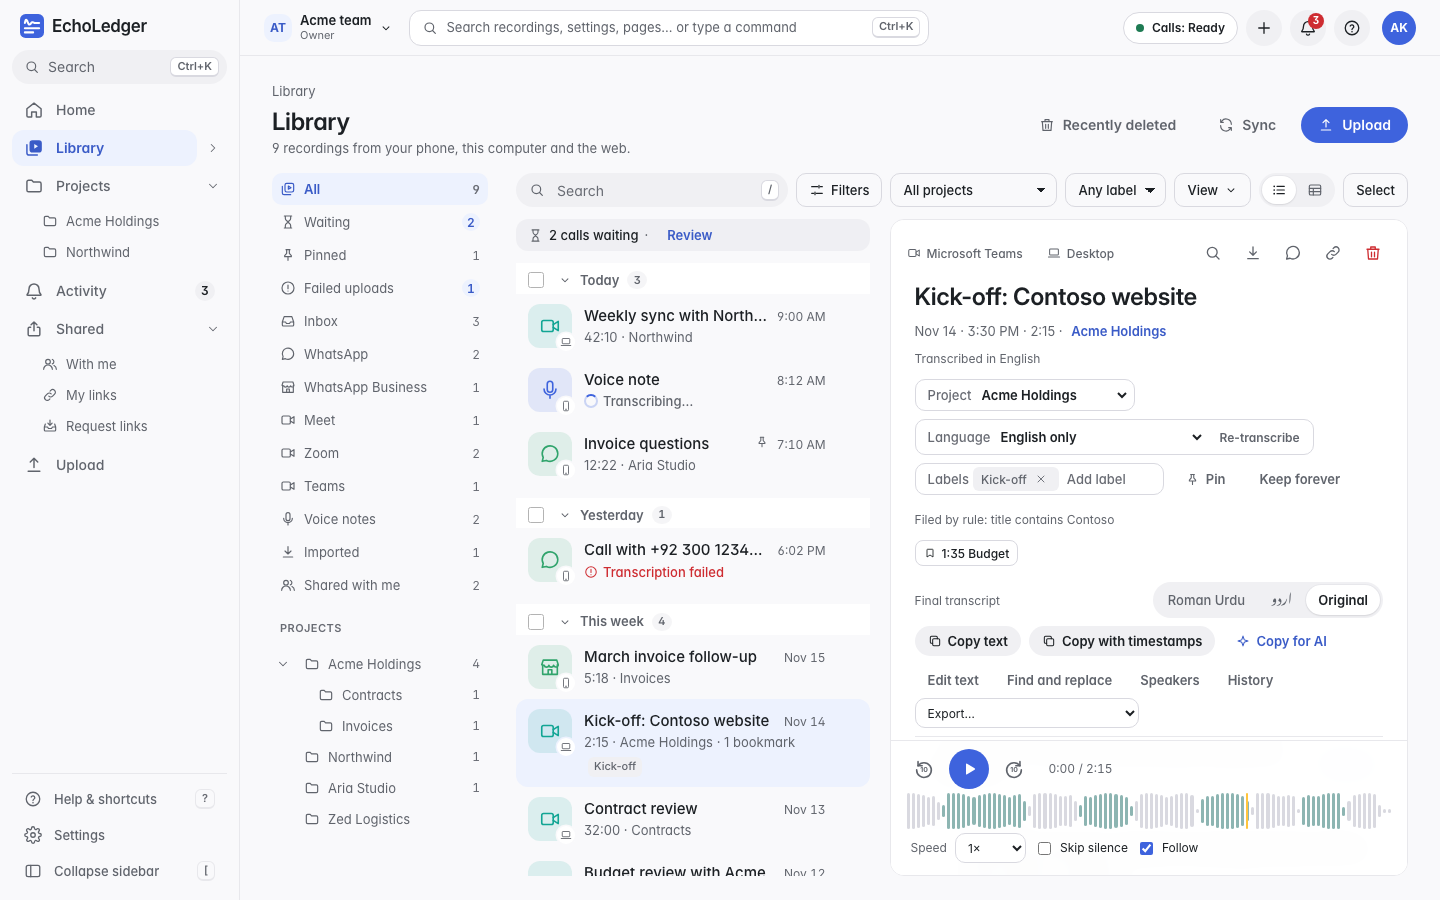 EchoLedger
Search Ctrl+K
Home
Library
Projects
Acme Holdings
Northwind
Activity 3
Shared
With me
My links
Request links
Upload
Help & shortcuts ?
Settings
Collapse sidebar [
AT Acme team
Owner
Search recordings, settings, pages... or type a command Ctrl+K
Calls: Ready
3
AK
Library
Library
9 recordings from your phone, this computer and the web.
Recently deleted Sync Upload
All 9
Waiting 2
Pinned 1
Failed uploads 1
Inbox 3
WhatsApp 2
WhatsApp Business 1
Meet 1
Zoom 1
Teams 1
Voice notes 2
Imported 1
Shared with me 2
PROJECTS
Acme Holdings 4
Contracts 1
Invoices 1
Northwind 1
Aria Studio 1
Zed Logistics
Search /
Filters All projects Any label View Select
2 calls waiting · Review
Today 3
Weekly sync with North... 9:00 AM
42:10 · Northwind
Voice note 8:12 AM
Transcribing...
Invoice questions 7:10 AM
12:22 · Aria Studio
Yesterday 1
Call with +92 300 1234... 6:02 PM
Transcription failed
This week 4
March invoice follow-up Nov 15
5:18 · Invoices
Kick-off: Contoso website Nov 14
2:15 · Acme Holdings · 1 bookmark
Kick-off
Contract review Nov 13
32:00 · Contracts
Budget review with Acme Nov 12
Microsoft Teams Desktop
Kick-off: Contoso website
Nov 14 · 3:30 PM · 2:15 · Acme Holdings
Transcribed in English
Project Acme Holdings
Language English only Re-transcribe
Labels Kick-off × Add label Pin Keep forever
Filed by rule: title contains Contoso
1:35 Budget
Final transcript Roman Urdu اردو Original
Copy text Copy with timestamps Copy for AI
Edit text Find and replace Speakers History
Export...
10 10 0:00 / 2:15
Speed 1× Skip silence Follow